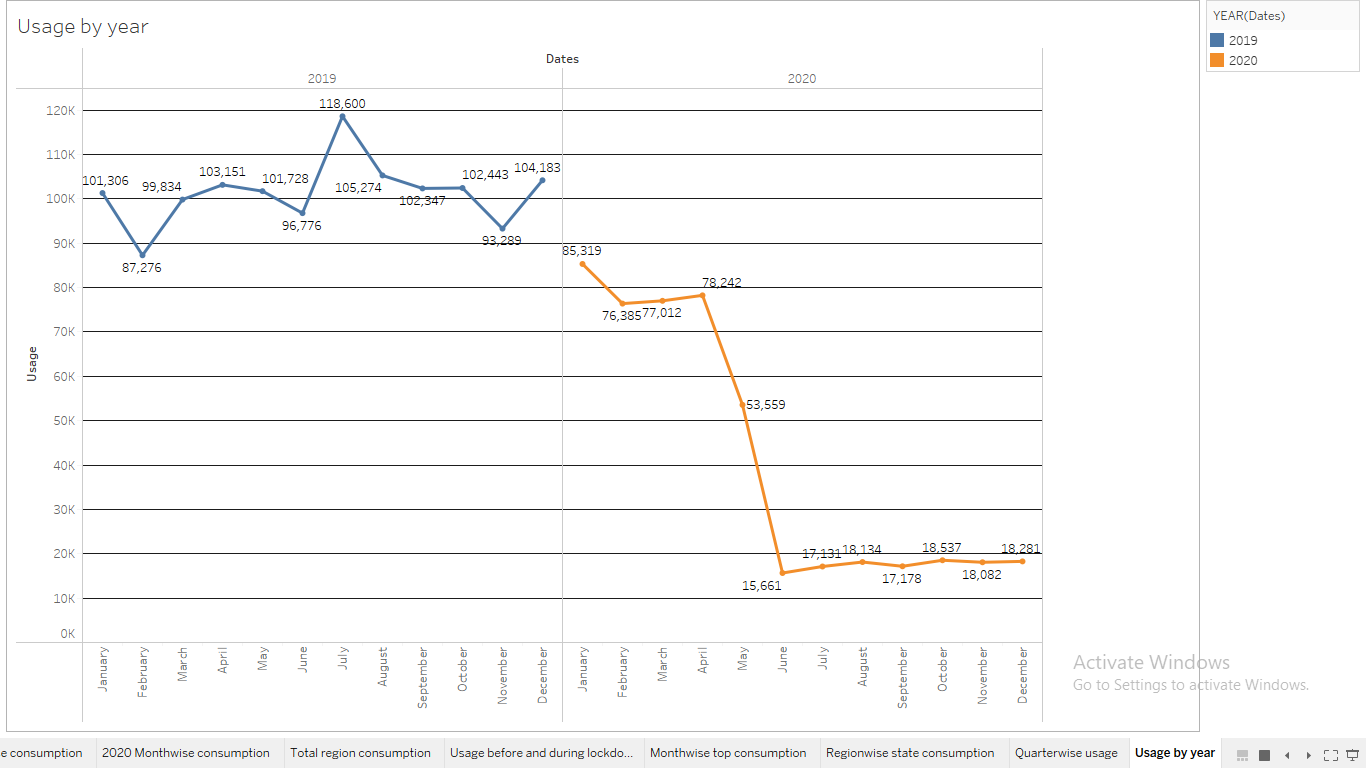 Usage by year
YEAR(Dates)
2019
2020
Dates
2019
2020
Usage
120K
110K
100K
90K
80K
70K
60K
50K
40K
30K
20K
10K
0K
101,306
87,276
99,834
103,151
101,728
96,776
118,600
105,274
102,347
102,443
93,289
104,183
85,319
76,385
77,012
78,242
53,559
15,661
17,131
18,134
17,178
18,537
18,082
18,281
January
February
March
April
May
June
July
August
September
October
November
December
January
February
March
April
May
June
July
August
September
October
November
December
Activate Windows
Go to Settings to activate Windows.
e consumption
2020 Monthwise consumption
Total region consumption
Usage before and during lockdo...
Monthwise top consumption
Regionwise state consumption
Quarterwise usage
Usage by year